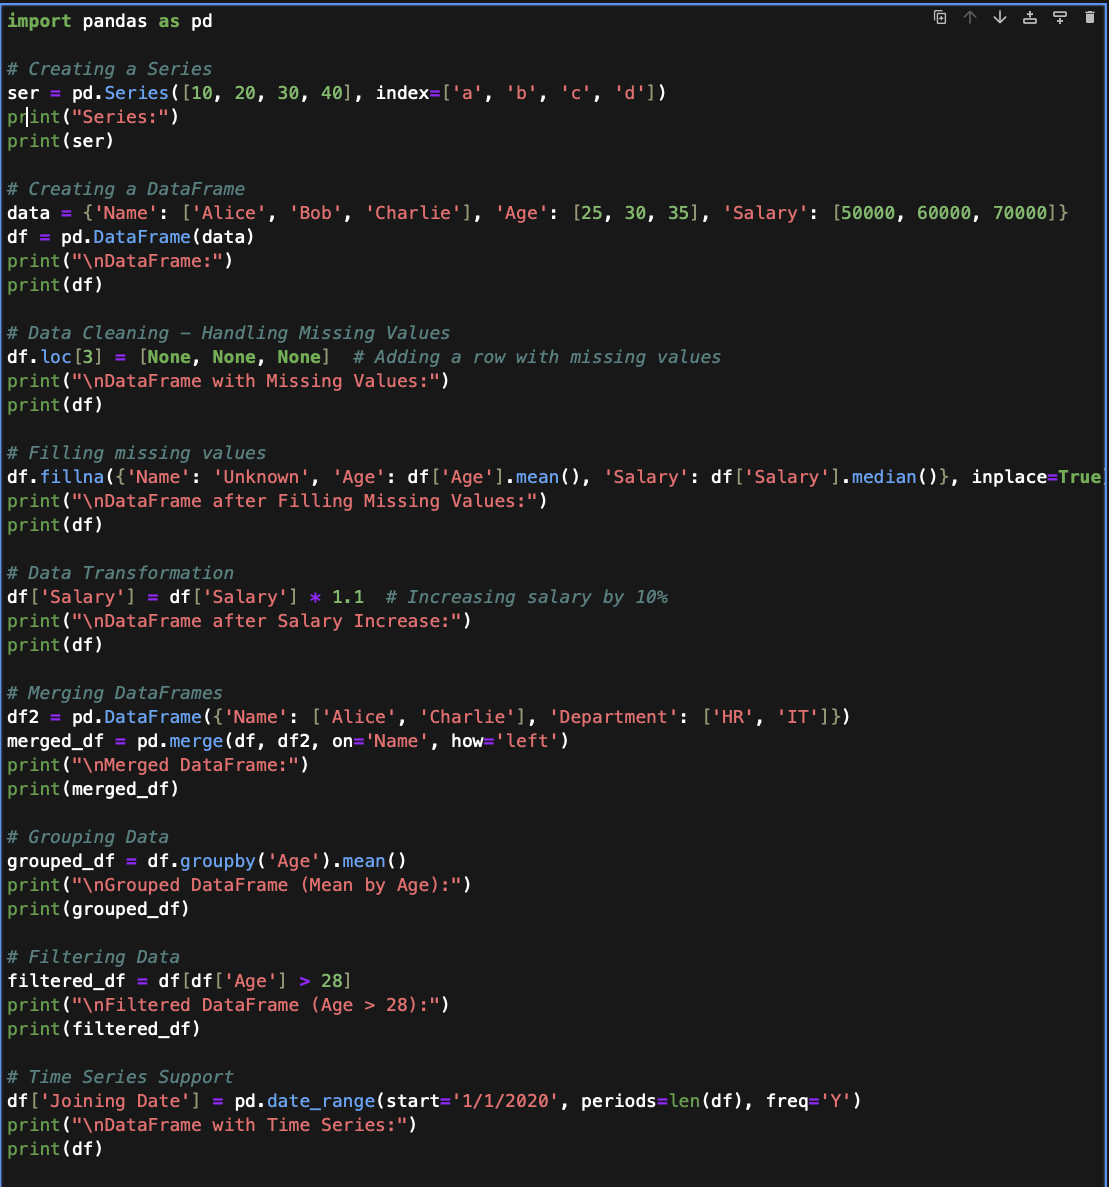 import pandas as pd
# Creating a Series
ser = pd.Series([10, 20, 30, 40], index=['a', 'b', 'c', 'd'])
print("Series:")
print(ser)
# Creating a DataFrame
data = {'Name': ['Alice', 'Bob', 'Charlie'], 'Age': [25, 30, 35], 'Salary': [50000, 60000, 70000]}
df = pd.DataFrame(data)
print("\nDataFrame:")
print(df)
# Data Cleaning – Handling Missing Values
df.loc[3] = [None, None, None]  # Adding a row with missing values
print("\nDataFrame with Missing Values:")
print(df)
# Filling missing values
df.fillna({'Name': 'Unknown', 'Age': df['Age'].mean(), 'Salary': df['Salary'].median()}, inplace=True)
print("\nDataFrame after Filling Missing Values:")
print(df)
# Data Transformation
df['Salary'] = df['Salary'] * 1.1  # Increasing salary by 10%
print("\nDataFrame after Salary Increase:")
print(df)
# Merging DataFrames
df2 = pd.DataFrame({'Name': ['Alice', 'Charlie'], 'Department': ['HR', 'IT']})
merged_df = pd.merge(df, df2, on='Name', how='left')
print("\nMerged DataFrame:")
print(merged_df)
# Grouping Data
grouped_df = df.groupby('Age').mean()
print("\nGrouped DataFrame (Mean by Age):")
print(grouped_df)
# Filtering Data
filtered_df = df[df['Age'] > 28]
print("\nFiltered DataFrame (Age > 28):")
print(filtered_df)
# Time Series Support
df['Joining Date'] = pd.date_range(start='1/1/2020', periods=len(df), freq='Y')
print("\nDataFrame with Time Series:")
print(df)